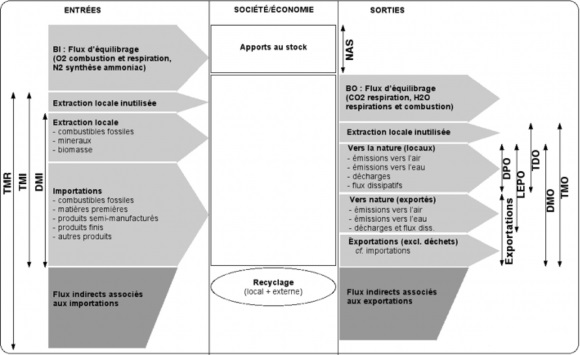 ENTRÉES
SOCIÉTÉ/ÉCONOMIE
SORTIES
BI : Flux d'équilibrage
(O2 combustion et respiration,
N2 synthèse ammoniac)
Extraction locale inutilisée
Extraction locale
- combustibles fossiles
- mineraux
- biomasse
Importations
- combustibles fossiles
- matières premières
- produits semi-manufacturés
- produits finis
- autres produits
Flux indirects associés
aux importations
TMR
TMI
DMI
Apports au stock
NAS
Recyclage
(local + externe)
BO : Flux d'équilibrage
(CO2 respiration, H2O
respirations et combustion)
Extraction locale inutilisée
Vers la nature (locaux)
- émissions vers l'air
- émissions vers l'eau
- décharges
- flux dissipatifs
Vers nature (exportés)
- émissions vers l'air
- émissions vers l'eau
- décharges et flux diss.
Èxportations (excl. déchets)
cf. importations
Flux indirects associés
aux exportations
DPO
Exportations
LEPO
TDO
DMO
TMO